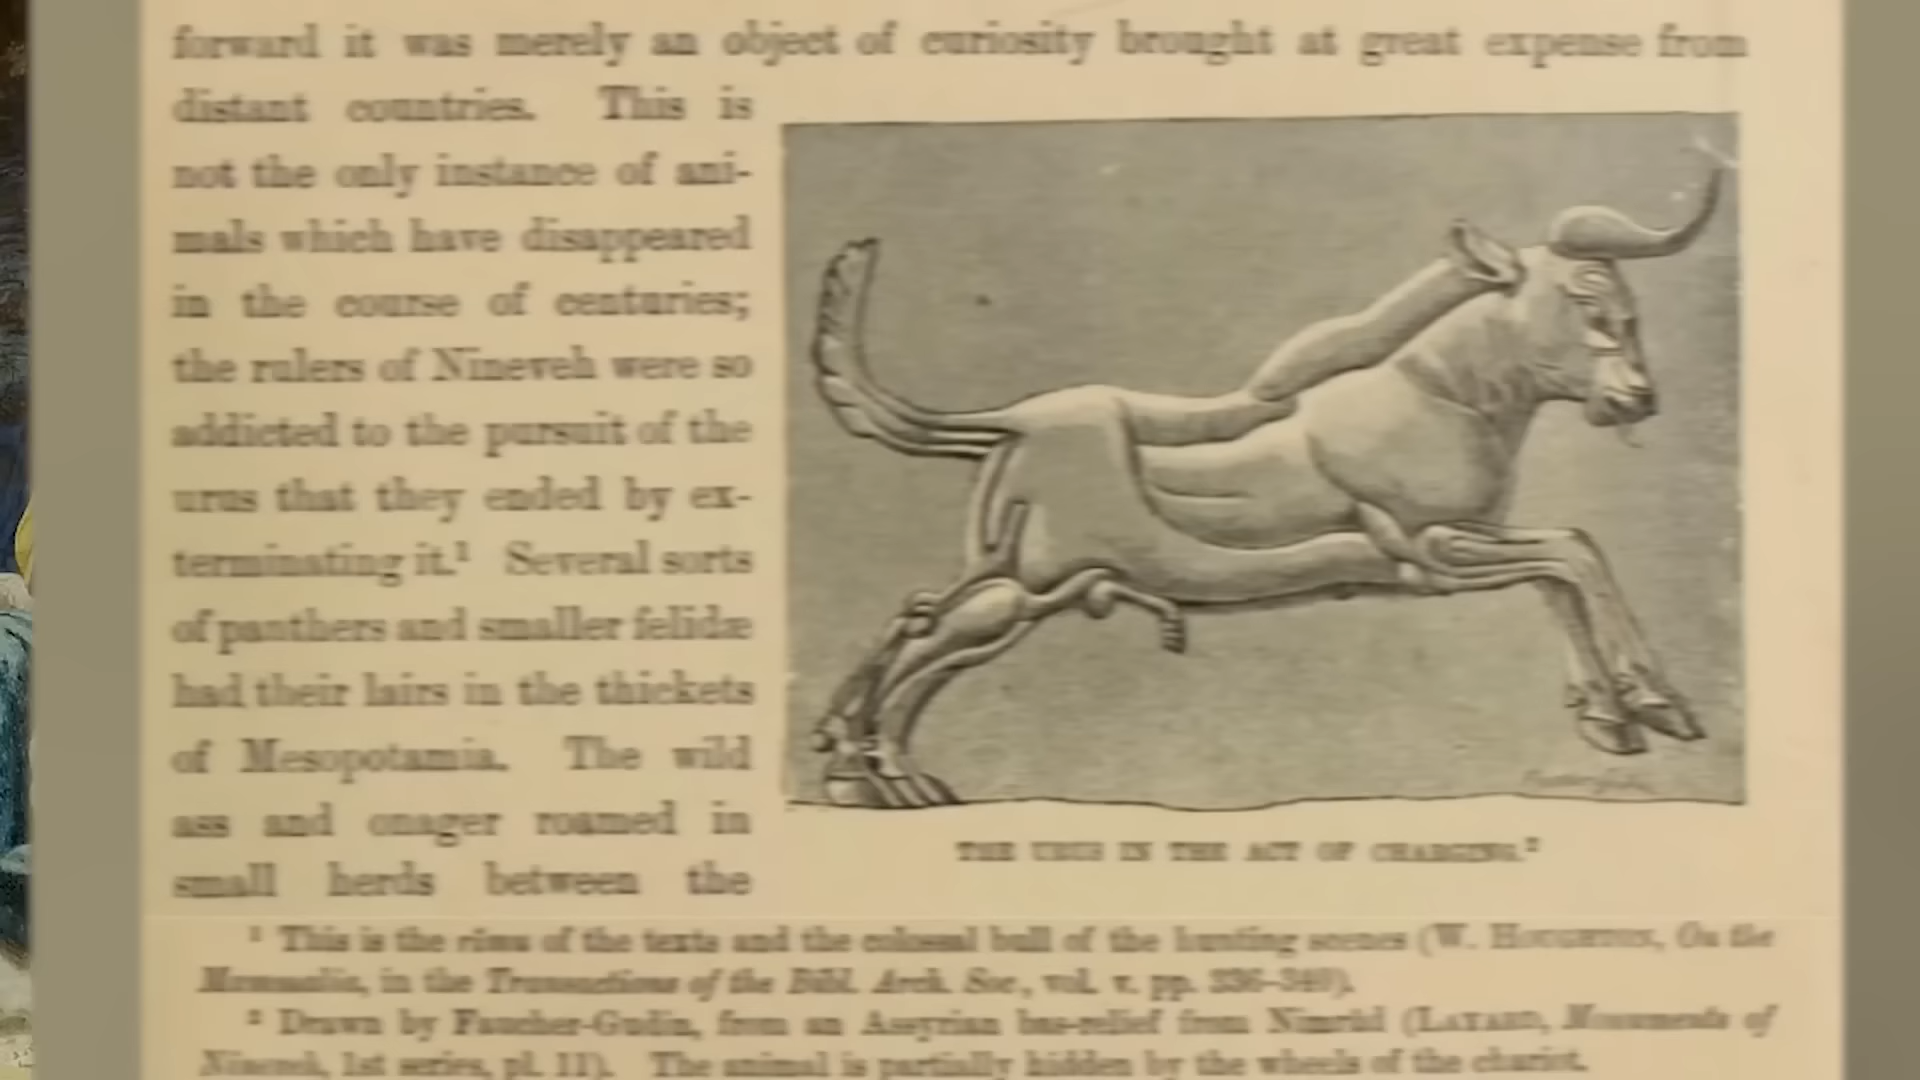 forward it was merely an object of curiosity brought at great expense from
distant countries. This is
not the only instance of ani-
mals which have disappeared
in the course of centuries;
the rulers of Nineveh were so
addicted to the pursuit of the
urus that they ended by ex-
terminating it.¹ Several sorts
of panthers and smaller felidæ
had their lairs in the thickets
of Mesopotamia. The wild
ass and onager roamed in
small herds between the
THE URUS IN THE ACT OF CHARGING.²
¹ This is the rimu of the texts and the colossal bull of the hunting scenes (W. HOUGHTON, On the
Mammalia, in the Transactions of the Bibl. Arch. Soc., vol. v. pp. 336-340).
² Drawn by Faucher-Gudin, from an Assyrian bas-relief from Nimrûd (LAYARD, Monuments of
Nineveh, 1st series, pl. 11). The animal is partially hidden by the wheels of the chariot.